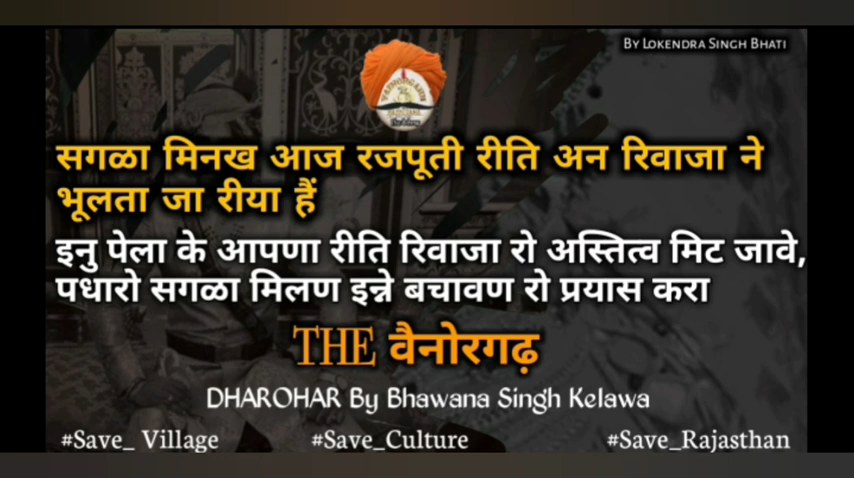 By Lokendra Singh Bhati
सगळा मिनख आज रजपूती रीति अन रिवाजा ने
भूलता जा रीया हैं
इनु पेला के आपणा रीति रिवाजा रो अस्तित्व मिट जावे,
पधारो सगळा मिलण इन्ने बचावण रो प्रयास करा
THE वैनोरगढ़
DHAROHAR By Bhawana Singh Kelawa
#Save_ Village #Save_Culture #Save_Rajasthan